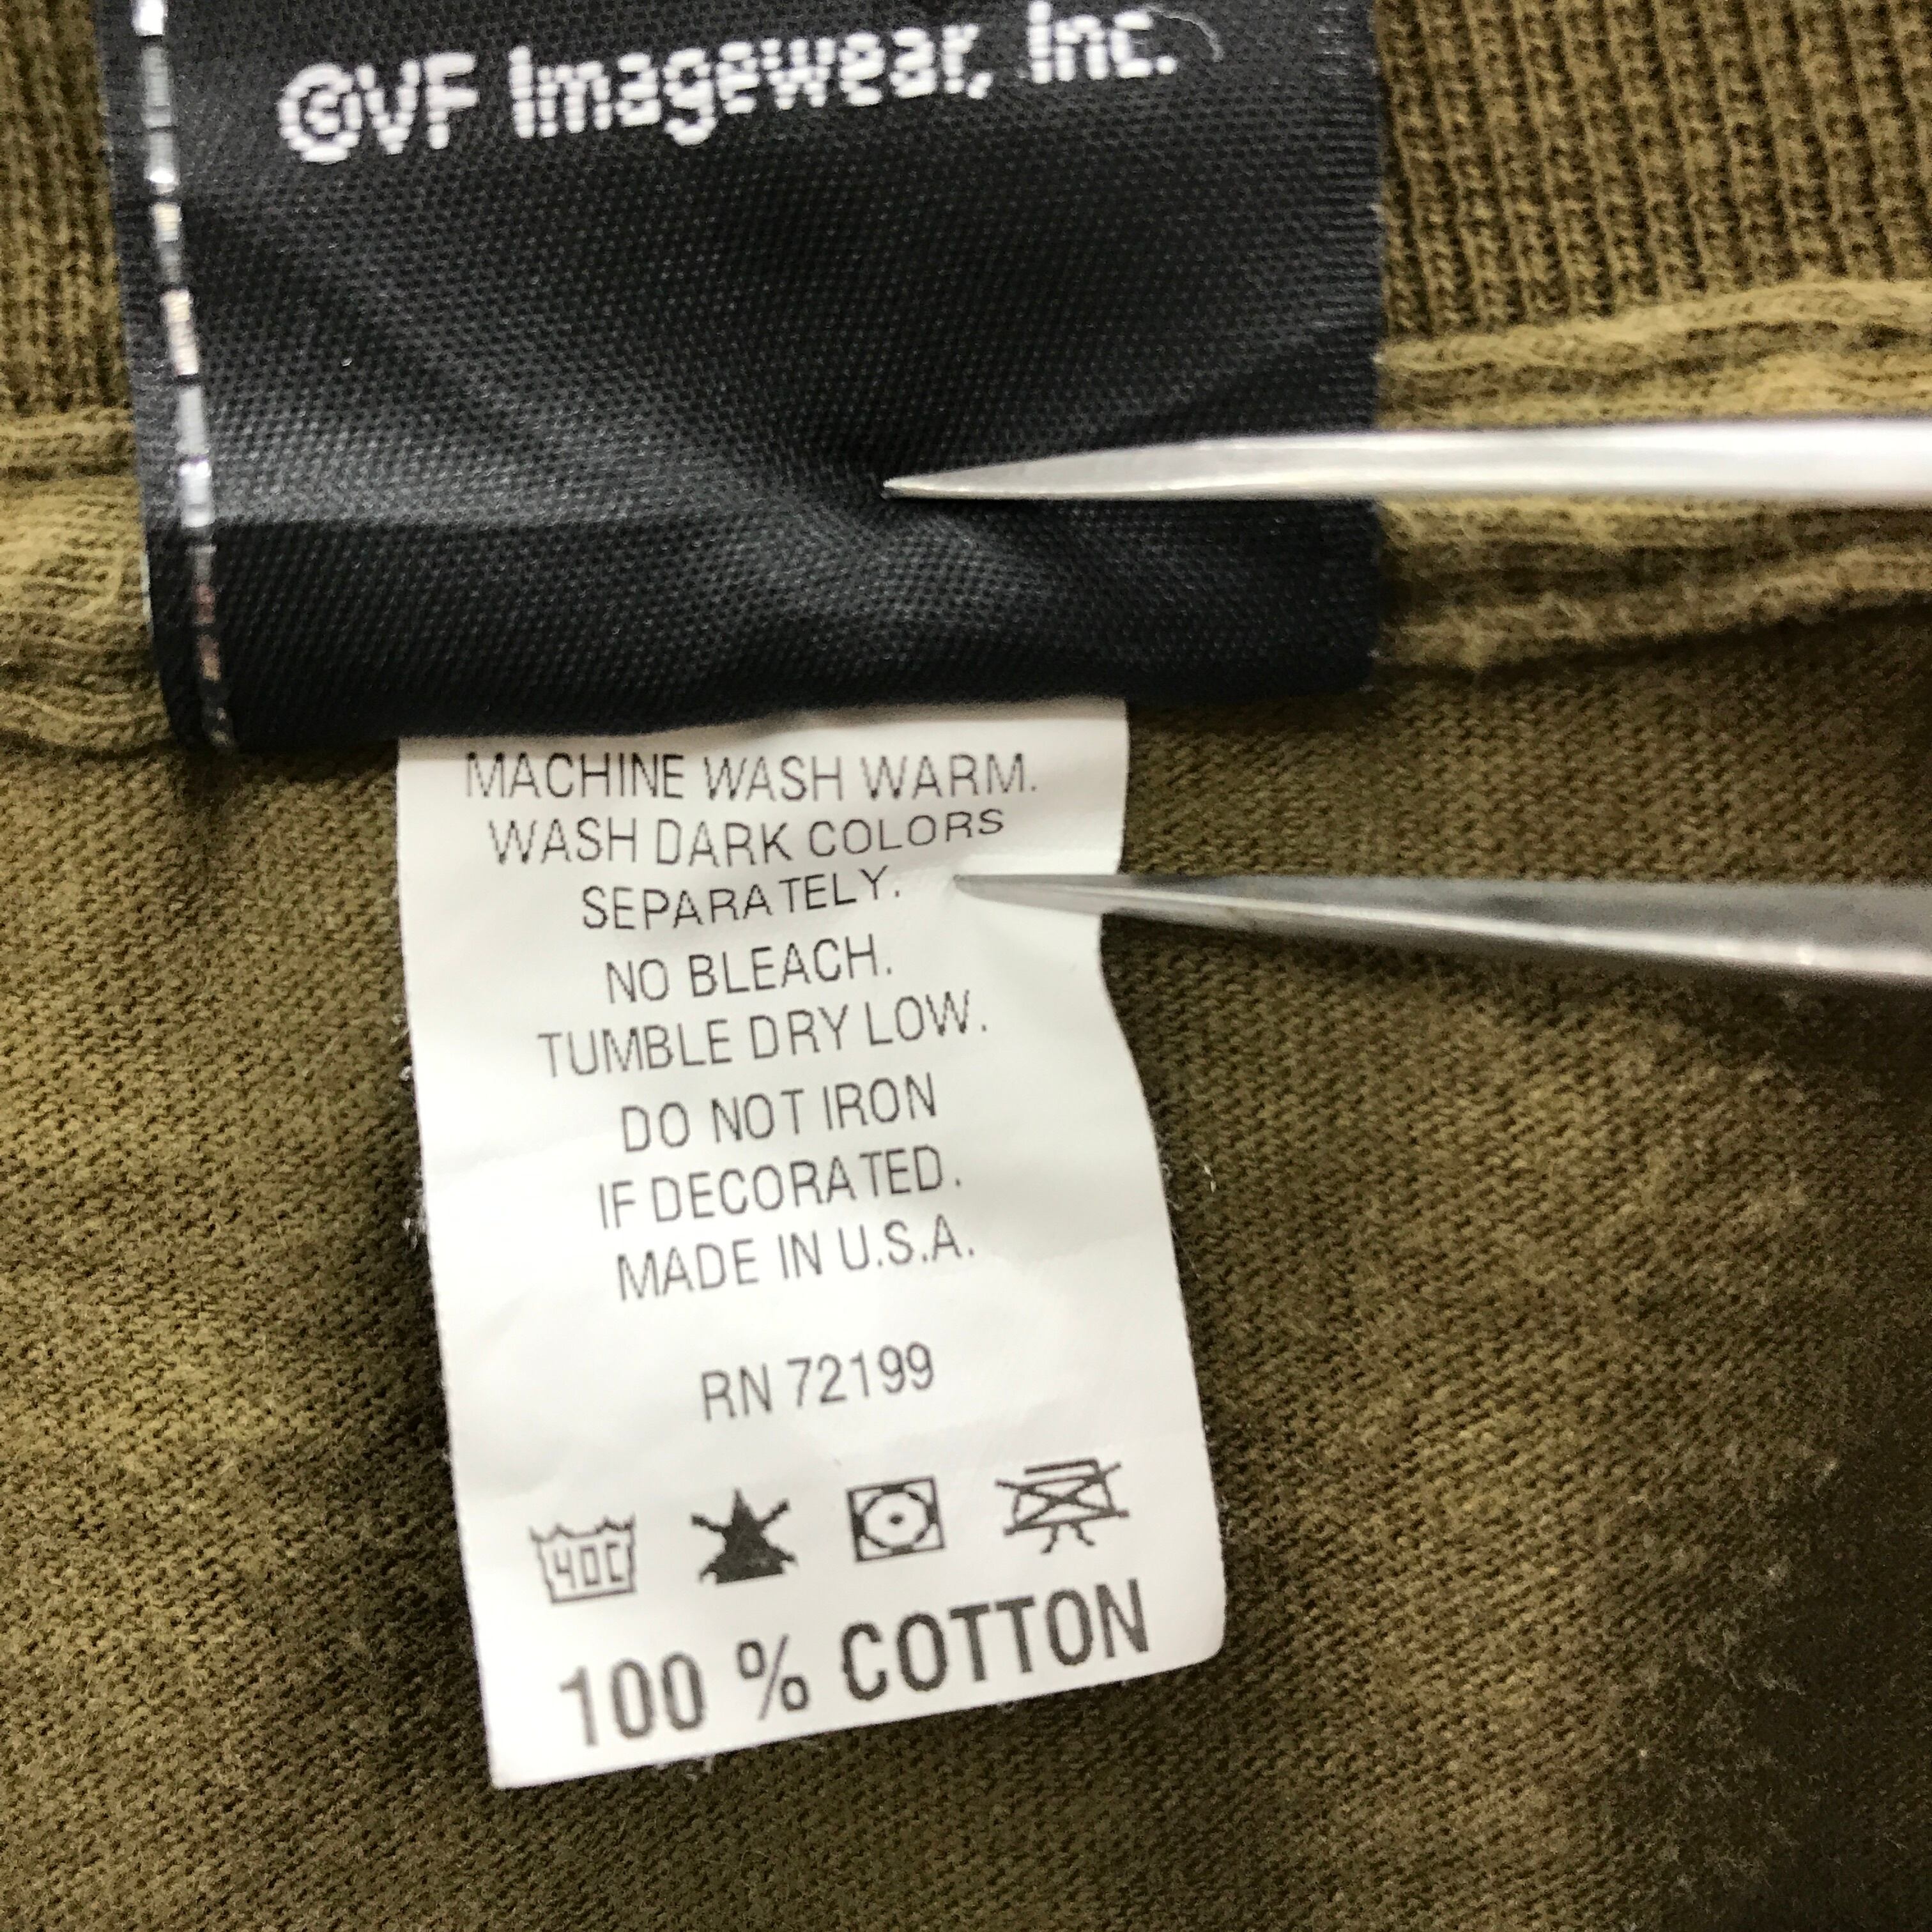 ©VF Imagewear, Inc.
MACHINE WASH WARM.
WASH DARK COLORS
SEPARATELY.
NO BLEACH.
TUMBLE DRY LOW.
DO NOT IRON
IF DECORATED.
MADE IN U.S.A.
RN 72199
40C
100 % COTTON